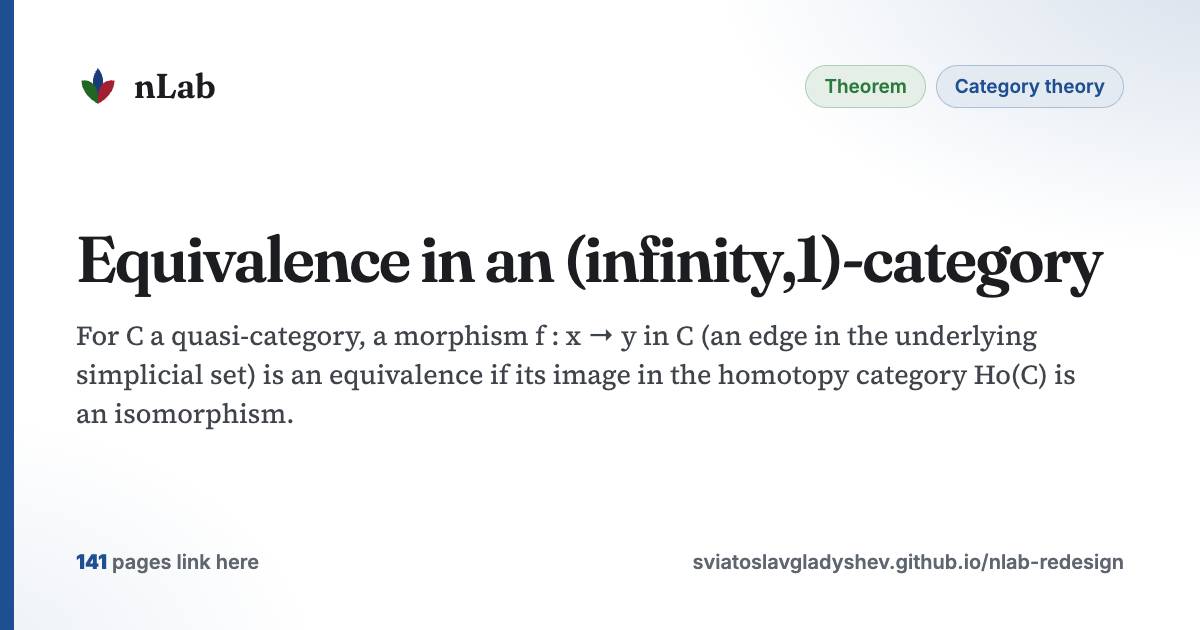 nLab
Theorem
Category theory
Equivalence in an (infinity,1)-category
For C a quasi-category, a morphism f : x → y in C (an edge in the underlying
simplicial set) is an equivalence if its image in the homotopy category Ho(C) is
an isomorphism.
141 pages link here
sviatoslavgladyshev.github.io/nlab-redesign